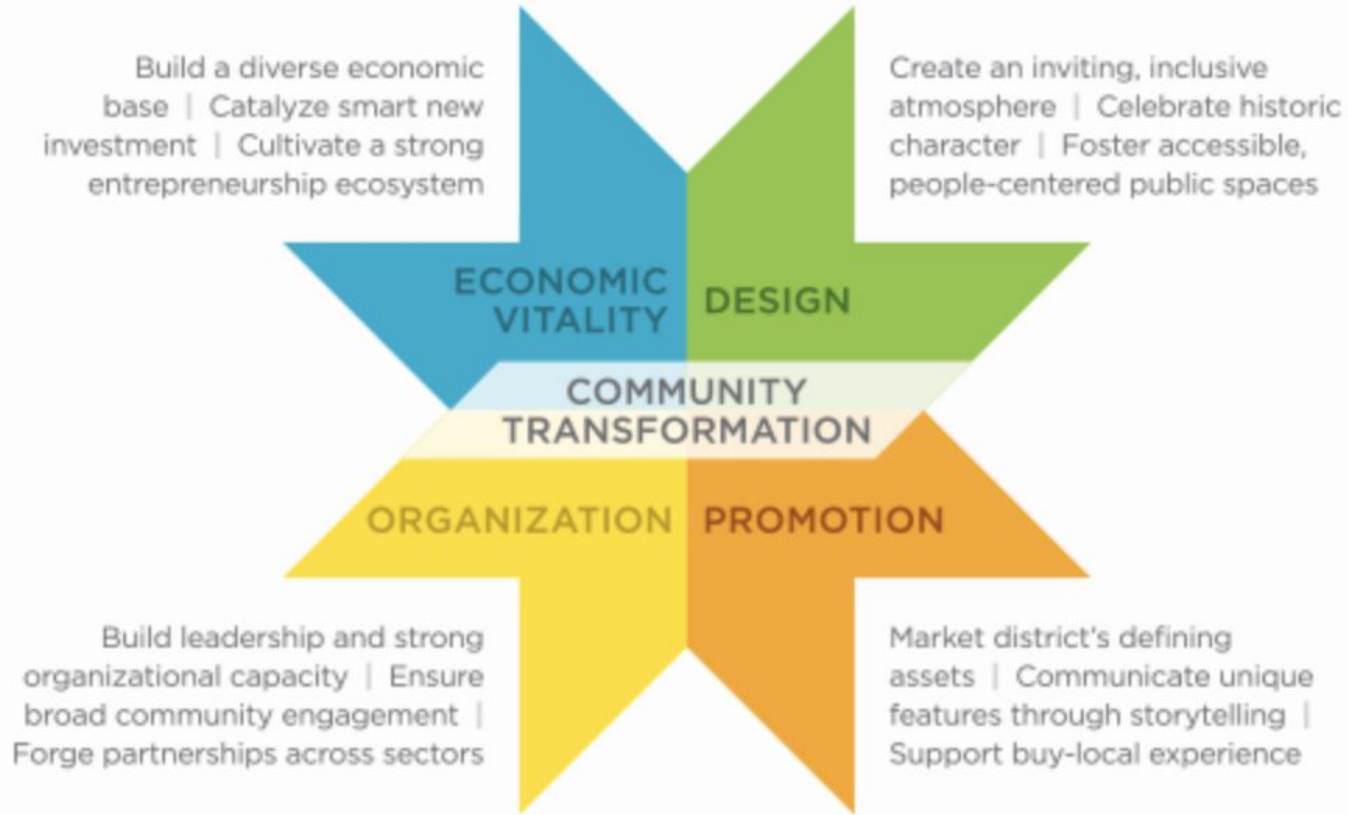 Build a diverse economic
base | Catalyze smart new
investment | Cultivate a strong
entrepreneurship ecosystem
Create an inviting, inclusive
atmosphere | Celebrate historic
character | Foster accessible,
people-centered public spaces
ECONOMIC
VITALITY
DESIGN
COMMUNITY
TRANSFORMATION
ORGANIZATION
PROMOTION
Build leadership and strong
organizational capacity | Ensure
broad community engagement |
Forge partnerships across sectors
Market district's defining
assets | Communicate unique
features through storytelling |
Support buy-local experience